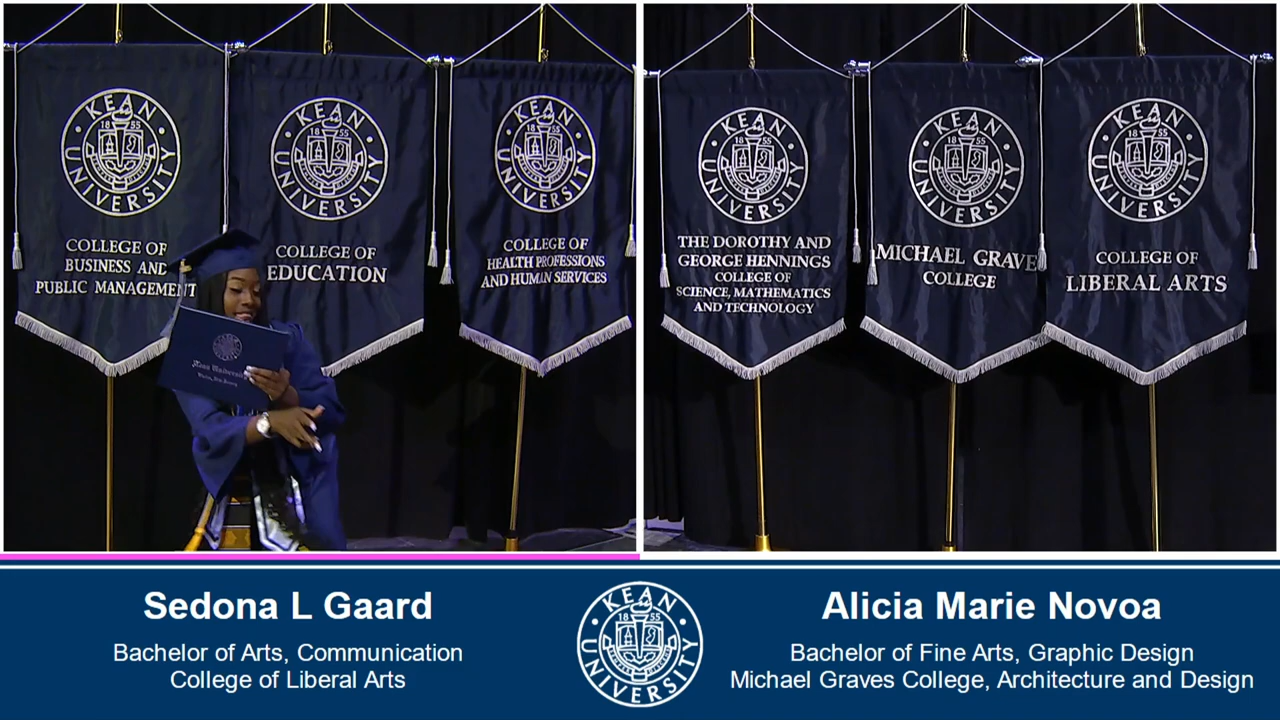 KEAN
1855
UNIVERSITY
COLLEGE OF
BUSINESS AND
PUBLIC MANAGEMENT
KEAN
1855
UNIVERSITY
COLLEGE OF
EDUCATION
KEAN
1855
UNIVERSITY
COLLEGE OF
HEALTH PROFESSIONS
AND HUMAN SERVICES
KEAN
1855
UNIVERSITY
THE DOROTHY AND
GEORGE HENNINGS
COLLEGE OF
SCIENCE, MATHEMATICS
AND TECHNOLOGY
KEAN
1855
UNIVERSITY
MICHAEL GRAVE
COLLEGE
KEAN
1855
UNIVERSITY
COLLEGE OF
LIBERAL ARTS
Kean University
Sedona L Gaard
Bachelor of Arts, Communication
College of Liberal Arts
KEAN
1855
UNIVERSITY
Alicia Marie Novoa
Bachelor of Fine Arts, Graphic Design
Michael Graves College, Architecture and Design